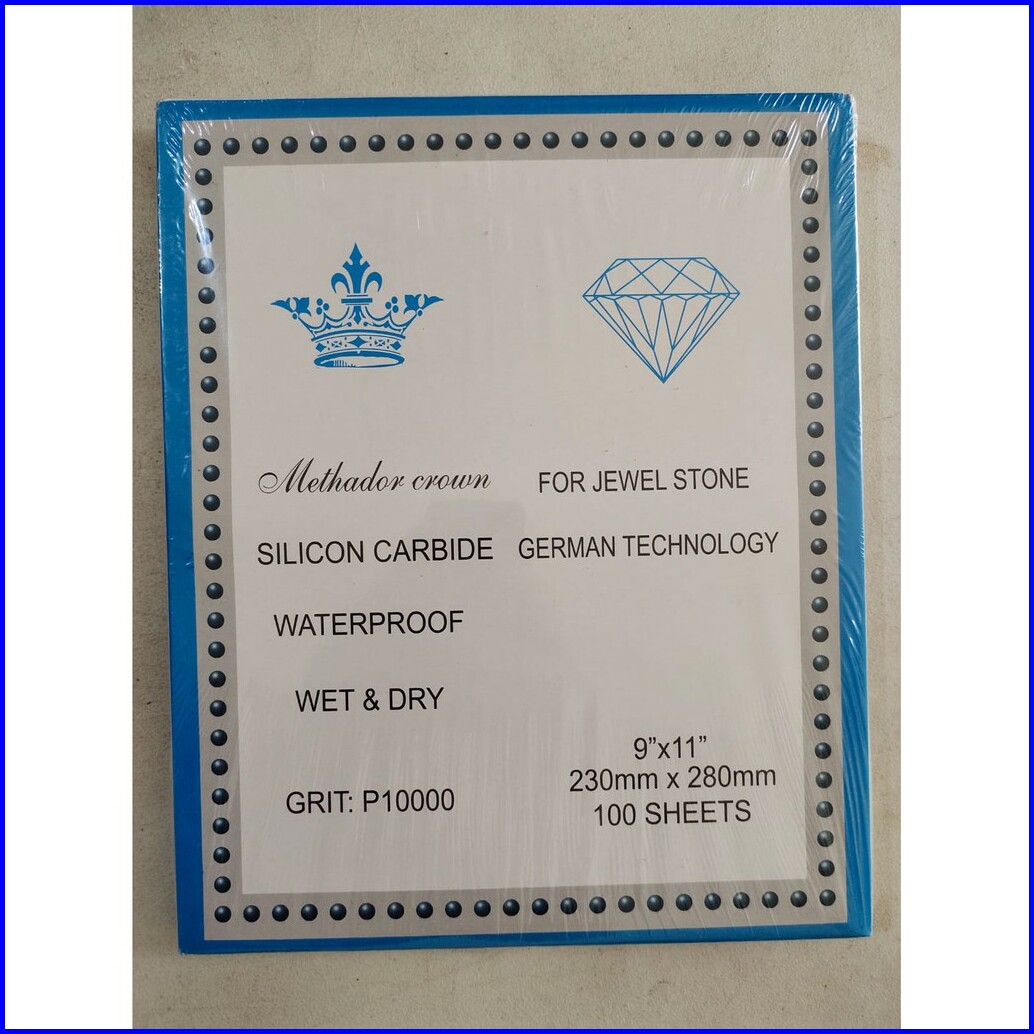 Methador crown
FOR JEWEL STONE
SILICON CARBIDE
GERMAN TECHNOLOGY
WATERPROOF
WET & DRY
9”x11”
230mm x 280mm
GRIT: P10000
100 SHEETS